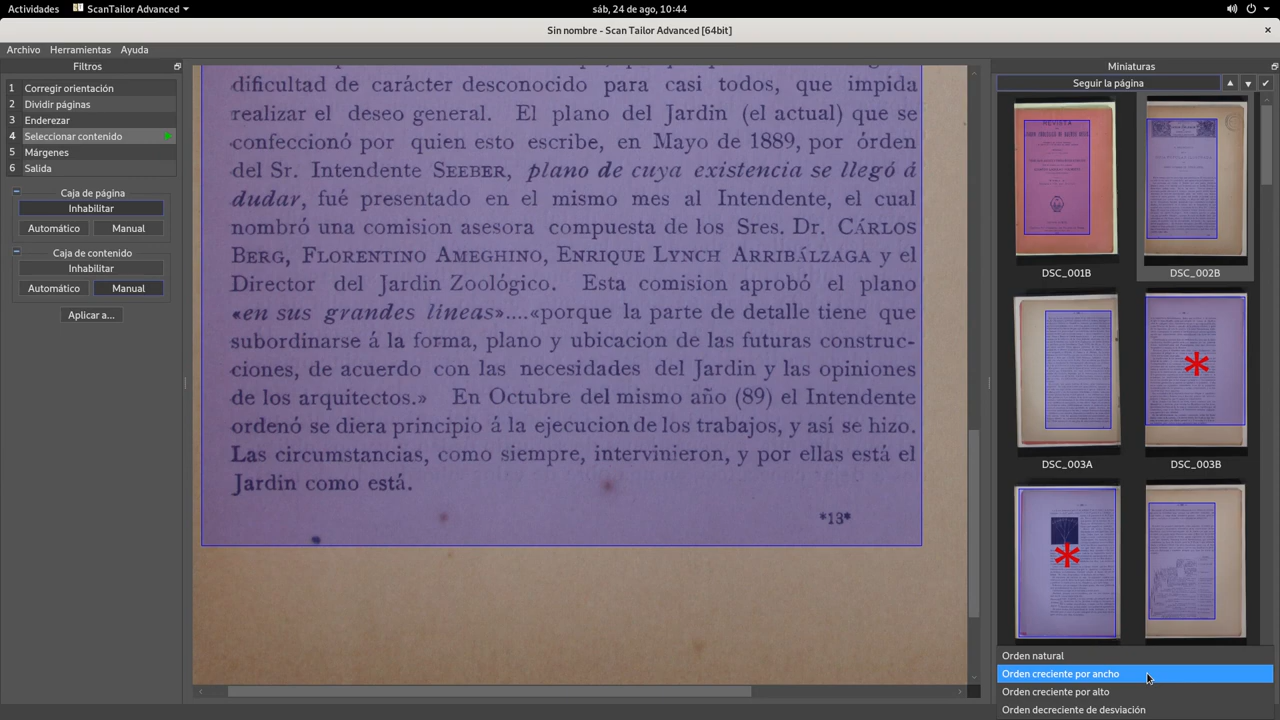 Actividades
ScanTailor Advanced
sáb, 24 de ago, 10:44
Sin nombre - Scan Tailor Advanced [64bit]
Archivo
Herramientas
Ayuda
Filtros
1 Corregir orientación
2 Dividir páginas
3 Enderezar
4 Seleccionar contenido
5 Márgenes
6 Salida
Caja de página
Inhabilitar
Automático
Manual
Caja de contenido
Inhabilitar
Automático
Manual
Aplicar a...
dificultad de carácter desconocido para casi todos, que impida
realizar el deseo general. El plano del Jardin (el actual) que se
confeccionó por quien esto escribe, en Mayo de 1889, por órden
del Sr. Intendente SEEBER, plano de cuya existencia se llegó á
dudar, fué presentado en el mismo mes al Intendente, el cual
nombró una comision asesora compuesta de los Sres. Dr. CÁRLOS
BERG, FLORENTINO AMEGHINO, ENRIQUE LYNCH ARRIBÁLZAGA y el
Director del Jardin Zoológico. Esta comision aprobó el plano
«en sus grandes lineas»....«porque la parte de detalle tiene que
subordinarse á la forma, plano y ubicacion de las futuras construc-
ciones, de acuerdo con las necesidades del Jardin y las opiniones
de los arquitectos.» En Octubre del mismo año (89) el Intendente
ordenó se diera principio á la ejecucion de los trabajos, y así se hizo.
Las circumstancias, como siempre, intervinieron, y por ellas está el
Jardin como está.
*13*
Miniaturas
Seguir la página
REVISTA
DSC_001B
DSC_002B
DSC_003A
DSC_003B
Orden natural
Orden creciente por ancho
Orden creciente por alto
Orden decreciente de desviación